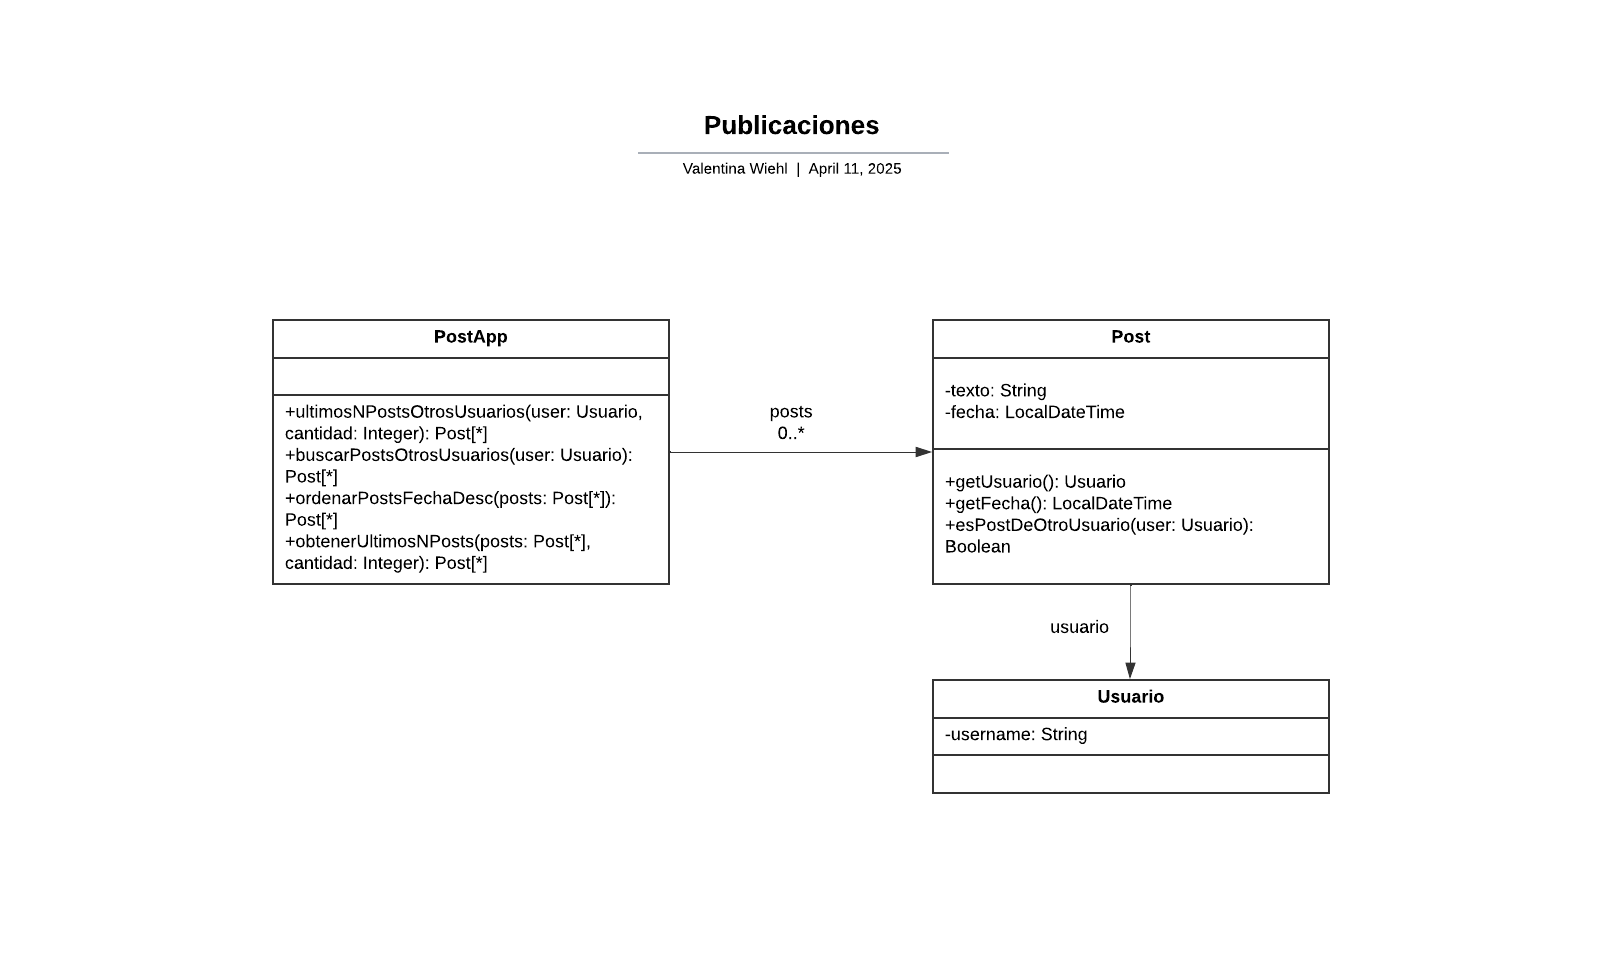 Publicaciones
Valentina Wiehl | April 11, 2025
PostApp
+ultimosNPostsOtrosUsuarios(user: Usuario,
cantidad: Integer): Post[*]
+buscarPostsOtrosUsuarios(user: Usuario):
Post[*]
+ordenarPostsFechaDesc(posts: Post[*]):
Post[*]
+obtenerUltimosNPosts(posts: Post[*],
cantidad: Integer): Post[*]
posts
0..*
Post
-texto: String
-fecha: LocalDateTime
+getUsuario(): Usuario
+getFecha(): LocalDateTime
+esPostDeOtroUsuario(user: Usuario):
Boolean
usuario
Usuario
-username: String